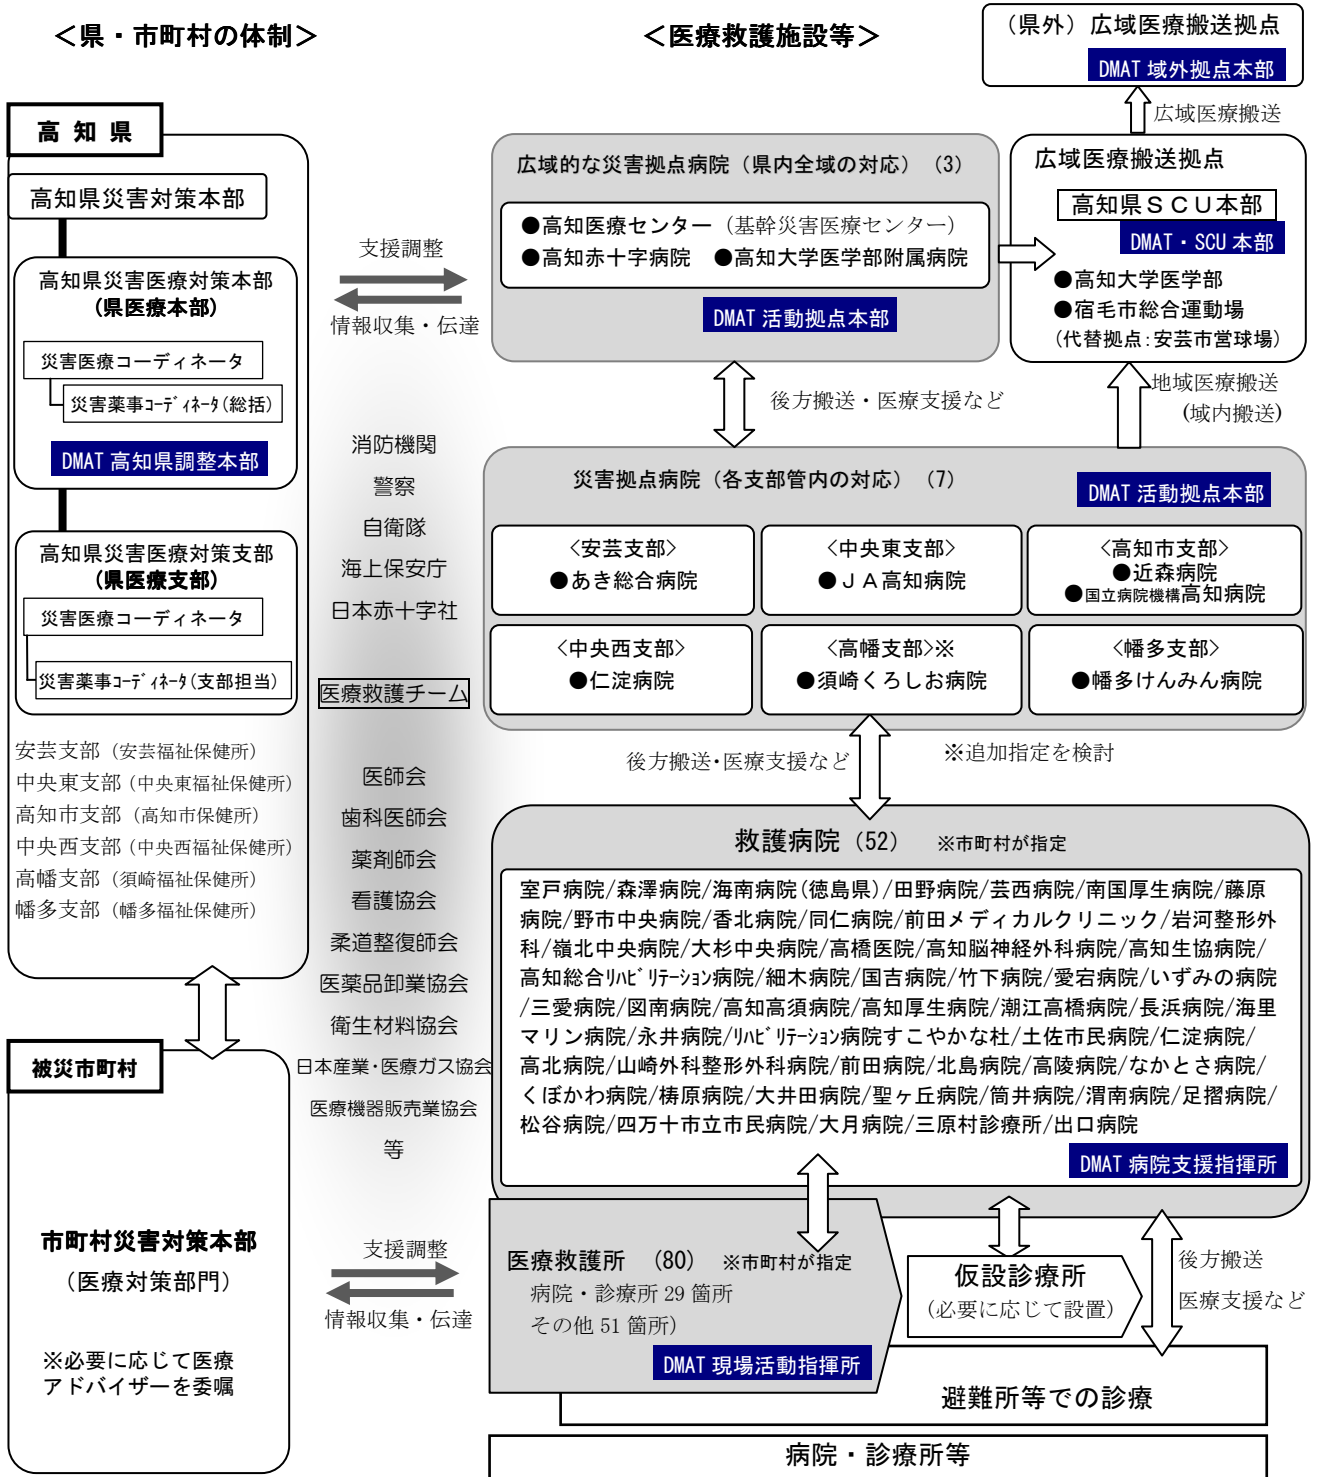 ＜県・市町村の体制＞
＜医療救護施設等＞
（県外）広域医療搬送拠点
DMAT 域外拠点本部
広域医療搬送
高 知 県
高知県災害対策本部
高知県災害医療対策本部
(県医療本部)
災害医療コーディネータ
災害薬事ｺｰﾃﾞｨﾈｰﾀ(総括)
DMAT 高知県調整本部
高知県災害医療対策支部
(県医療支部)
災害医療コーディネータ
災害薬事ｺｰﾃﾞｨﾈｰﾀ(支部担当)
安芸支部（安芸福祉保健所）
中央東支部（中央東福祉保健所）
高知市支部（高知市保健所）
中央西支部（中央西福祉保健所）
高幡支部（須崎福祉保健所）
幡多支部（幡多福祉保健所）
被災市町村
市町村災害対策本部
（医療対策部門）
※必要に応じて医療
アドバイザーを委嘱
支援調整
情報収集・伝達
消防機関
警察
自衛隊
海上保安庁
日本赤十字社
医療救護チーム
医師会
歯科医師会
薬剤師会
看護協会
柔道整復師会
医薬品卸業協会
衛生材料協会
日本産業・医療ガス協会
医療機器販売業協会
等
支援調整
情報収集・伝達
広域的な災害拠点病院（県内全域の対応）（3）
●高知医療センター（基幹災害医療センター）
●高知赤十字病院　●高知大学医学部附属病院
DMAT 活動拠点本部
広域医療搬送拠点
高知県ＳＣＵ本部
DMAT・SCU 本部
●高知大学医学部
●宿毛市総合運動場
(代替拠点:安芸市営球場)
後方搬送・医療支援など
地域医療搬送
(域内搬送)
災害拠点病院（各支部管内の対応）（7）
DMAT 活動拠点本部
<安芸支部>
●あき総合病院
<中央東支部>
●ＪＡ高知病院
<高知市支部>
●近森病院
●国立病院機構高知病院
<中央西支部>
●仁淀病院
<高幡支部>※
●須崎くろしお病院
<幡多支部>
●幡多けんみん病院
後方搬送・医療支援など
※追加指定を検討
救護病院（52）　※市町村が指定
室戸病院/森澤病院/海南病院(徳島県)/田野病院/芸西病院/南国厚生病院/藤原
病院/野市中央病院/香北病院/同仁病院/前田メディカルクリニック/岩河整形外
科/嶺北中央病院/大杉中央病院/高橋医院/高知脳神経外科病院/高知生協病院/
高知総合ﾘﾊﾋﾞﾘﾃｰｼｮﾝ病院/細木病院/国吉病院/竹下病院/愛宕病院/いずみの病院
/三愛病院/図南病院/高知高須病院/高知厚生病院/潮江高橋病院/長浜病院/海里
マリン病院/永井病院/ﾘﾊﾋﾞﾘﾃｰｼｮﾝ病院すこやかな杜/土佐市民病院/仁淀病院/
高北病院/山崎外科整形外科病院/前田病院/北島病院/高陵病院/なかとさ病院/
くぼかわ病院/梼原病院/大井田病院/聖ヶ丘病院/筒井病院/渭南病院/足摺病院/
松谷病院/四万十市立市民病院/大月病院/三原村診療所/出口病院
DMAT 病院支援指揮所
医療救護所　（80）　※市町村が指定
病院・診療所 29 箇所
その他 51 箇所）
DMAT 現場活動指揮所
仮設診療所
(必要に応じて設置)
後方搬送
医療支援など
避難所等での診療
病院・診療所等